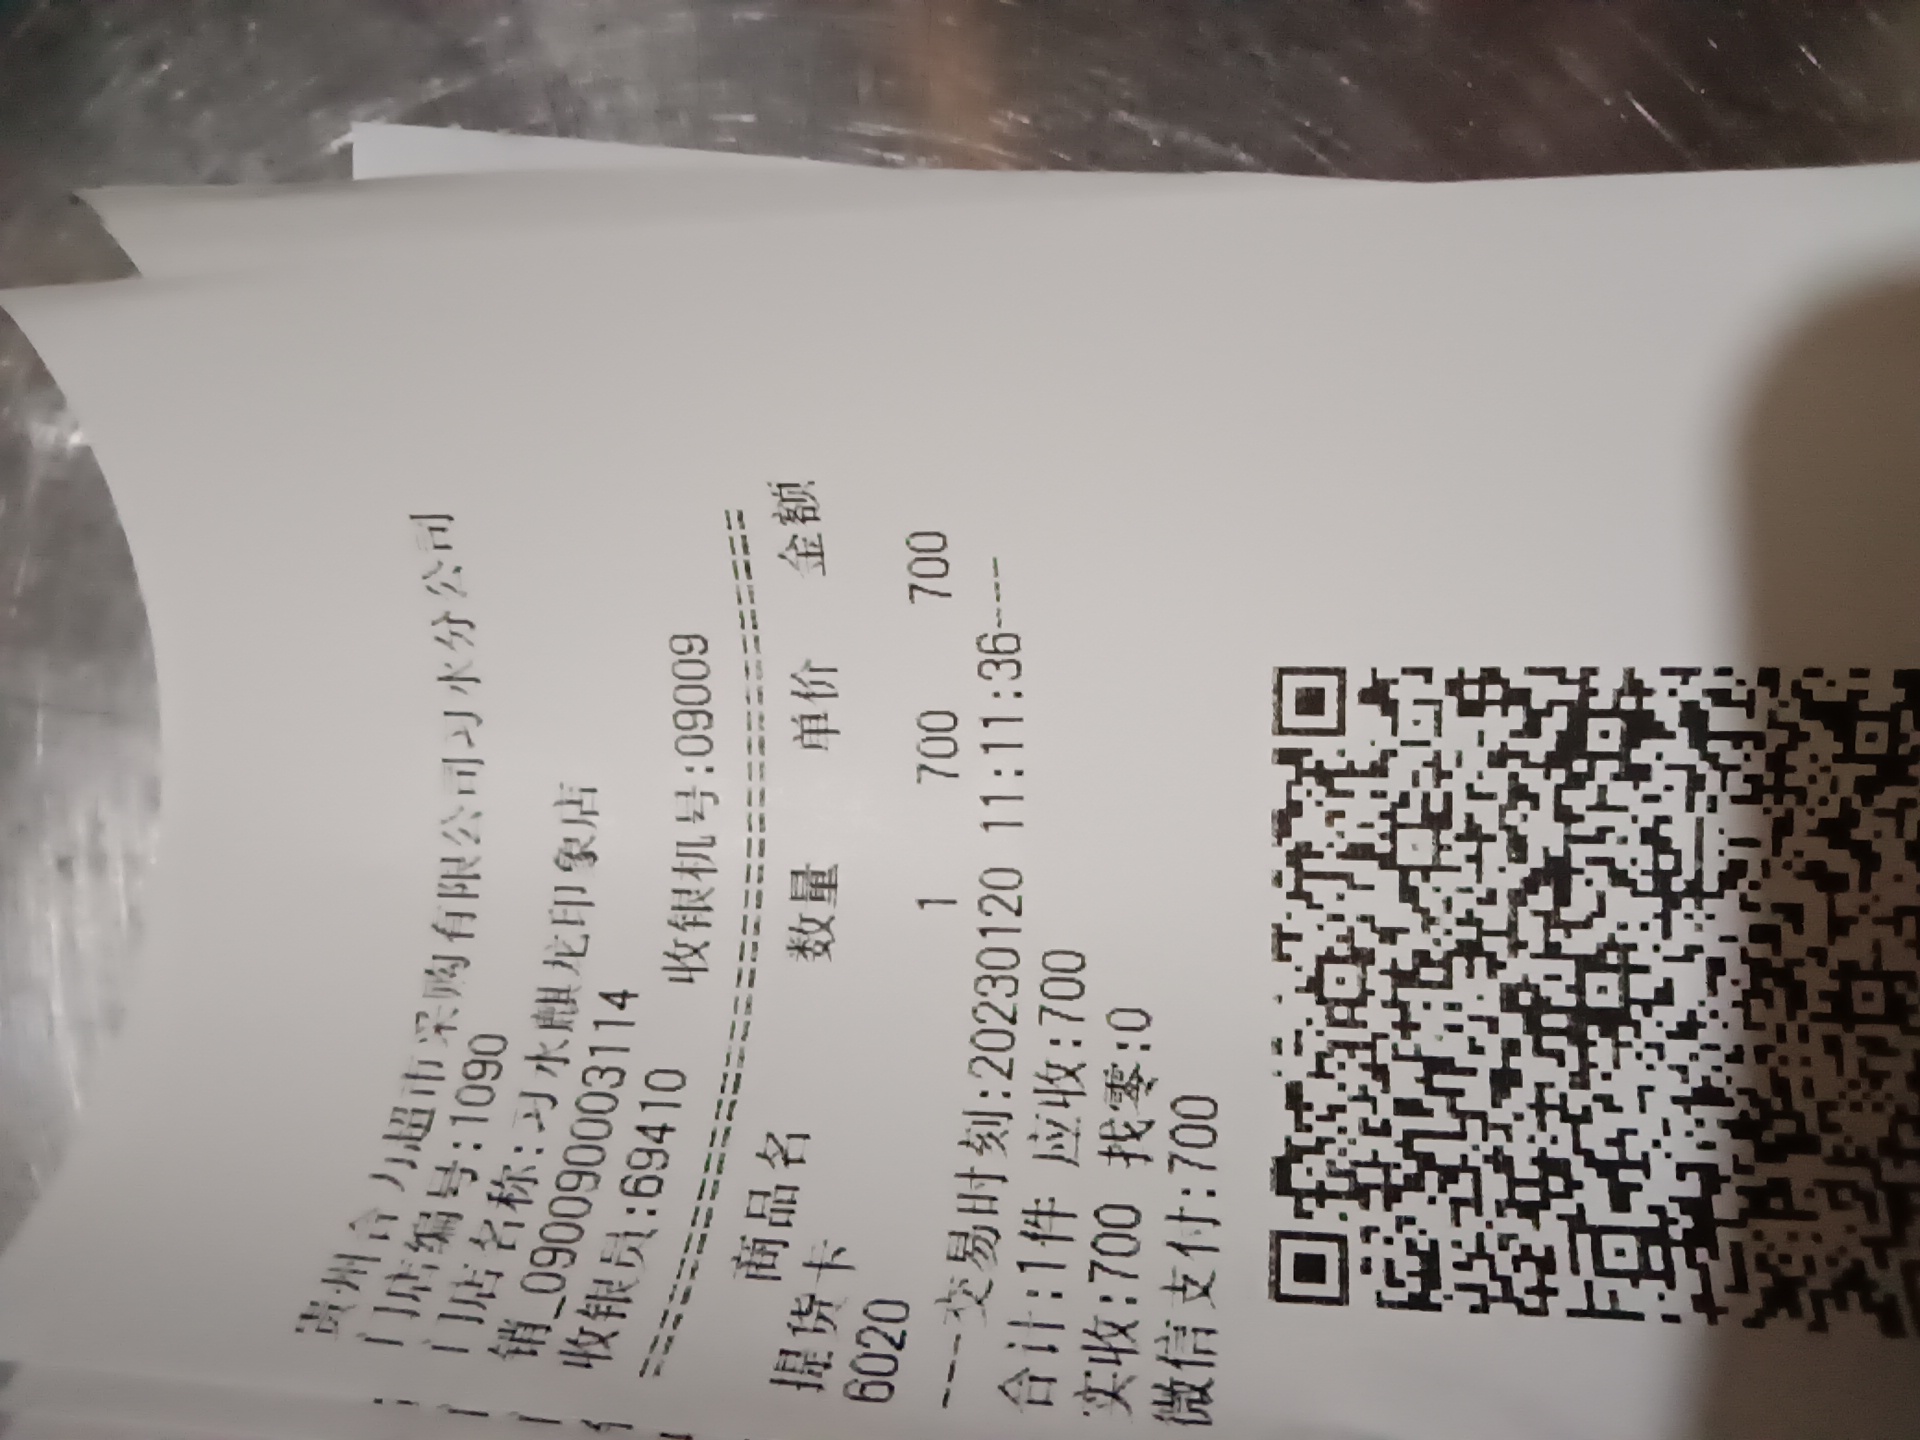 贵州合力超市采购有限公司习水分公司
门店编号:1090
门店名称:习水麒龙印象店
销_090090003114
收银员:69410 收银机号:09009
==========================================
商品名 数量 单价 金额
提货卡
6020 1 700 700
---交易时刻:20230120 11:11:36----
合计:1件 应收:700
实收:700 找零:0
微信支付:700